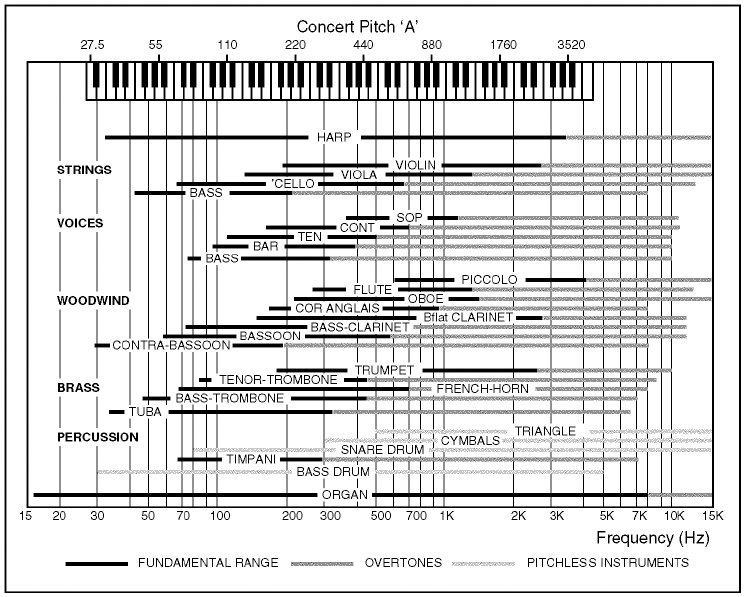 Concert Pitch ‘A’
27.5 55 110 220 440 880 1760 3520
HARP
STRINGS
VIOLIN
VIOLA
'CELLO
BASS
VOICES
SOP
CONT
TEN
BAR
BASS
WOODWIND
PICCOLO
FLUTE
OBOE
COR ANGLAIS
Bflat CLARINET
BASS-CLARINET
BASSOON
CONTRA-BASSOON
BRASS
TRUMPET
TENOR-TROMBONE
FRENCH-HORN
BASS-TROMBONE
TUBA
PERCUSSION
TRIANGLE
CYMBALS
SNARE DRUM
TIMPANI
BASS DRUM
ORGAN
15 20 30 50 70 100 200 300 500 700 1K 2K 3K 5K 7K 10K 15K
Frequency (Hz)
FUNDAMENTAL RANGE OVERTONES PITCHLESS INSTRUMENTS